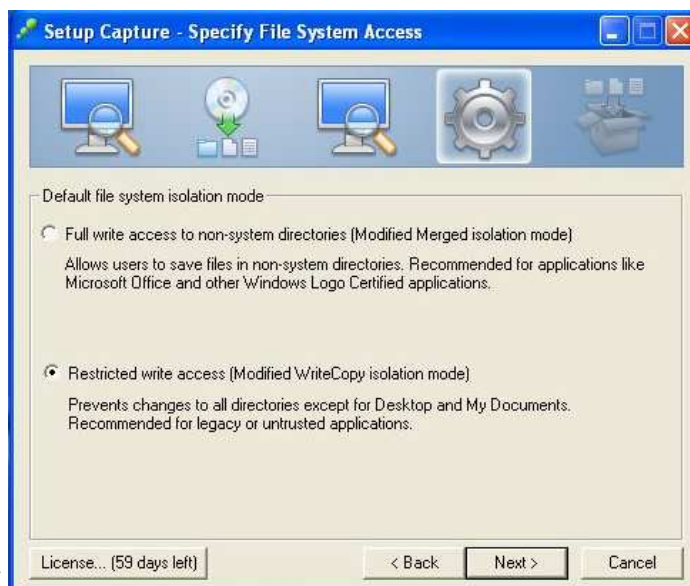 Setup Capture - Specify File System Access
Default file system isolation mode
Full write access to non-system directories (Modified Merged isolation mode)
Allows users to save files in non-system directories. Recommended for applications like
Microsoft Office and other Windows Logo Certified applications.
Restricted write access (Modified WriteCopy isolation mode)
Prevents changes to all directories except for Desktop and My Documents.
Recommended for legacy or untrusted applications.
License... (59 days left) < Back Next > Cancel